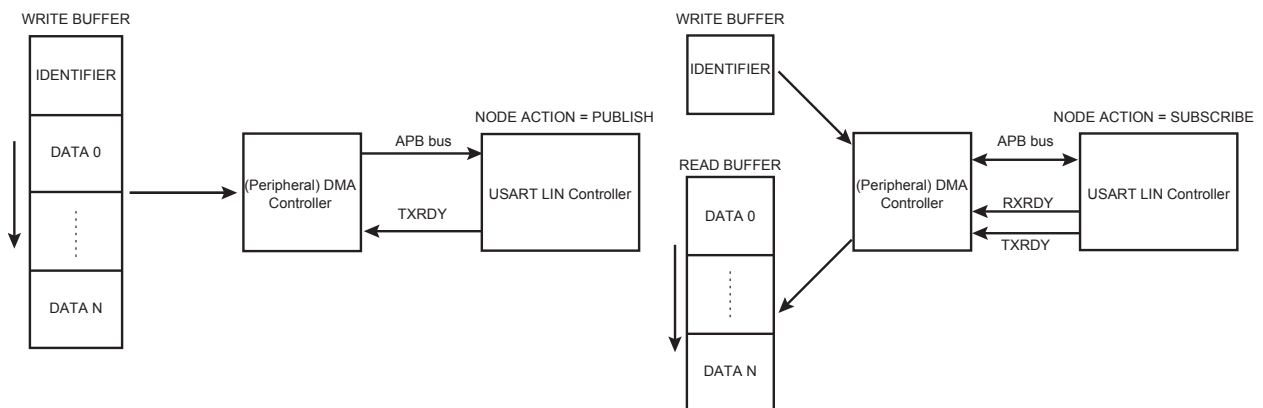 WRITE BUFFER
IDENTIFIER
DATA 0
DATA N
(Peripheral) DMA
Controller
APB bus
TXRDY
NODE ACTION = PUBLISH
USART LIN Controller
WRITE BUFFER
IDENTIFIER
READ BUFFER
DATA 0
DATA N
(Peripheral) DMA
Controller
APB bus
RXRDY
TXRDY
NODE ACTION = SUBSCRIBE
USART LIN Controller